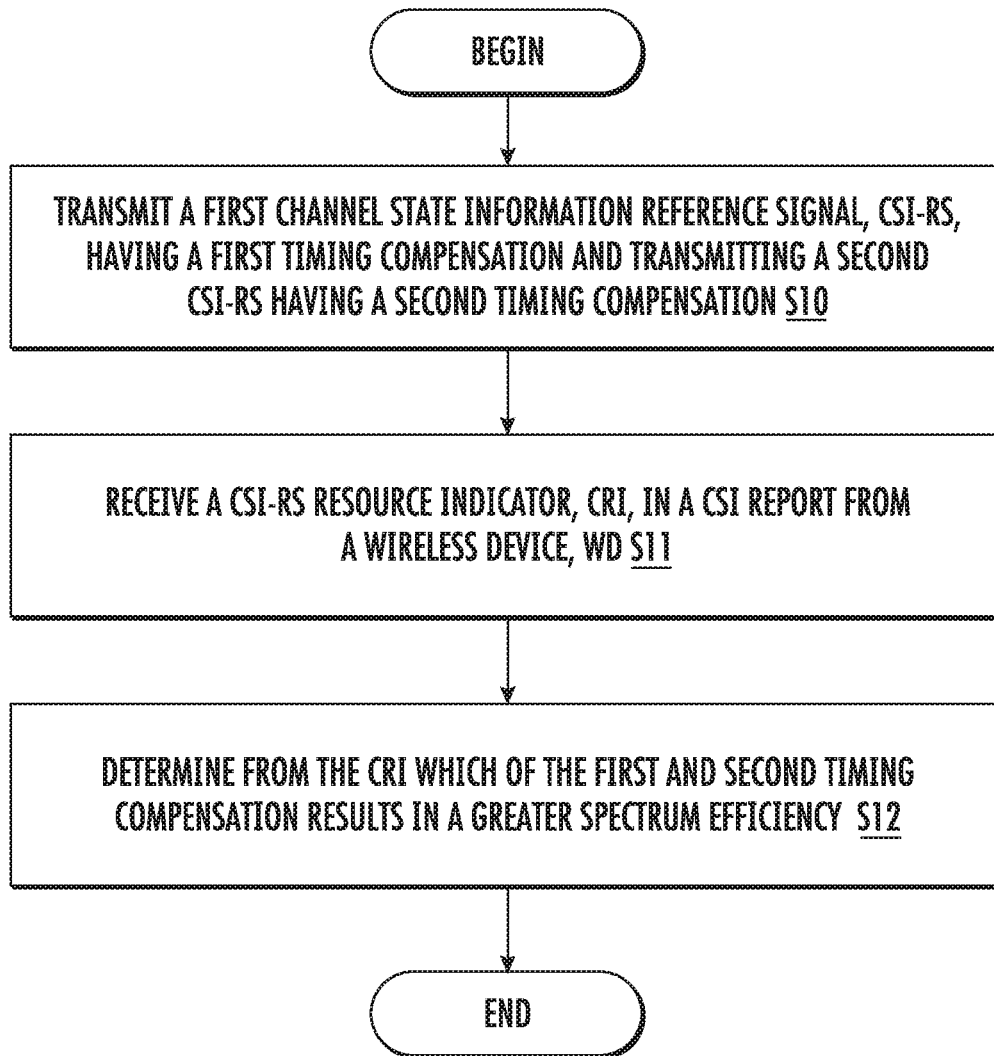 BEGIN
TRANSMIT A FIRST CHANNEL STATE INFORMATION REFERENCE SIGNAL, CSI-RS,
HAVING A FIRST TIMING COMPENSATION AND TRANSMITTING A SECOND
CSI-RS HAVING A SECOND TIMING COMPENSATION S10
RECEIVE A CSI-RS RESOURCE INDICATOR, CRI, IN A CSI REPORT FROM
A WIRELESS DEVICE, WD S11
DETERMINE FROM THE CRI WHICH OF THE FIRST AND SECOND TIMING
COMPENSATION RESULTS IN A GREATER SPECTRUM EFFICIENCY S12
END